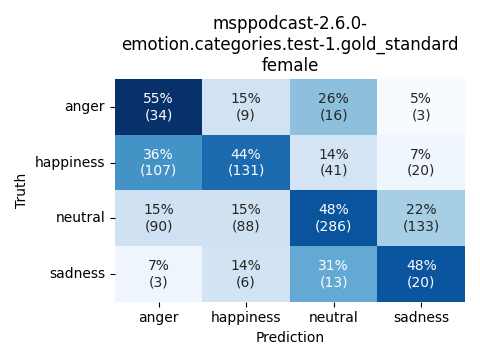 msppodcast-2.6.0-
emotion.categories.test-1.gold_standard
female
anger 55% 15% 26% 5%
(34) (9) (16) (3)
happiness 36% 44% 14% 7%
(107) (131) (41) (20)
neutral 15% 15% 48% 22%
(90) (88) (286) (133)
sadness 7% 14% 31% 48%
(3) (6) (13) (20)
Truth
anger happiness neutral sadness
Prediction